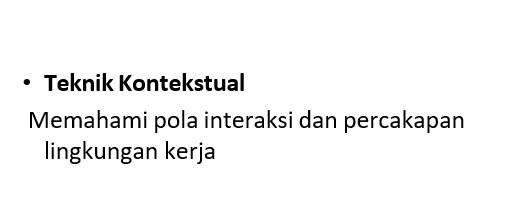 • Teknik Kontekstual
Memahami pola interaksi dan percakapan
lingkungan kerja